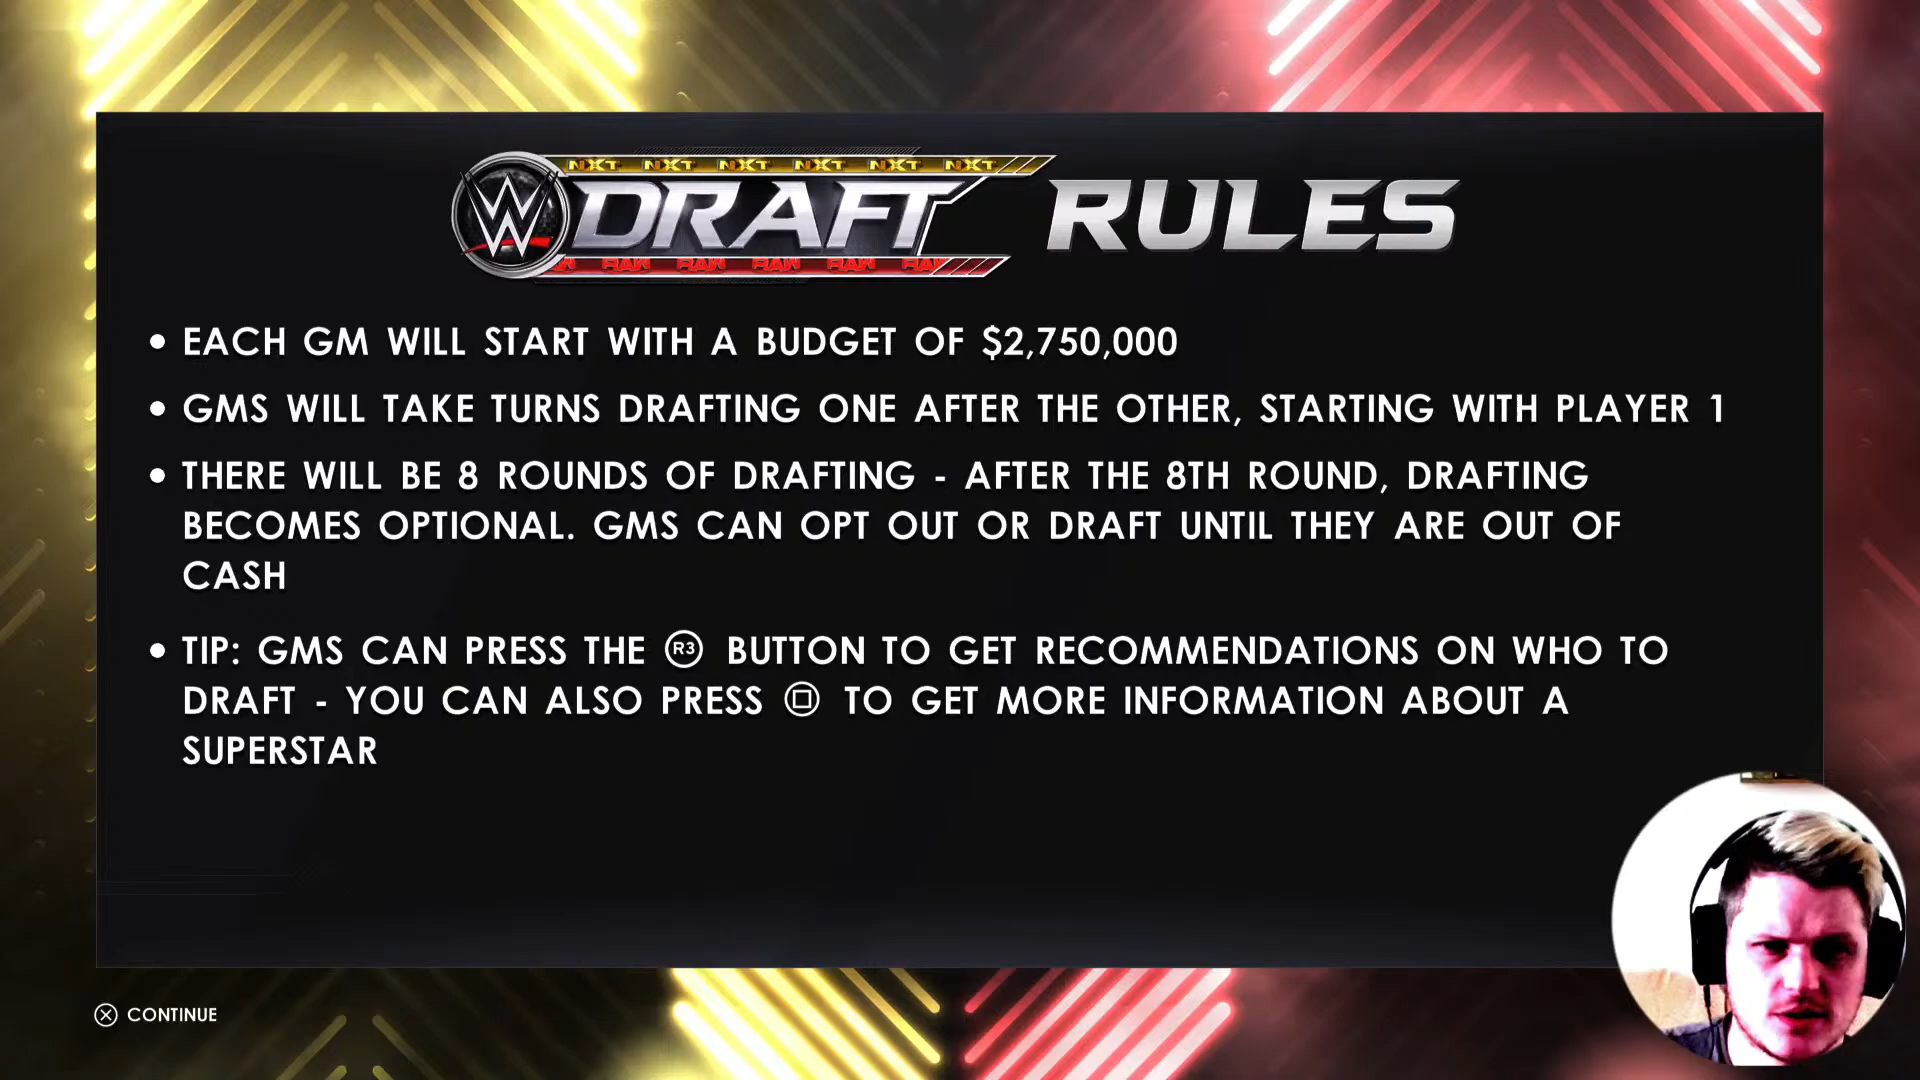 NXT NXT NXT NXT NXT NXT
W DRAFT RULES
RAW RAW RAW RAW RAW
• EACH GM WILL START WITH A BUDGET OF $2,750,000
• GMS WILL TAKE TURNS DRAFTING ONE AFTER THE OTHER, STARTING WITH PLAYER 1
• THERE WILL BE 8 ROUNDS OF DRAFTING - AFTER THE 8TH ROUND, DRAFTING
BECOMES OPTIONAL. GMS CAN OPT OUT OR DRAFT UNTIL THEY ARE OUT OF
CASH
• TIP: GMS CAN PRESS THE R3 BUTTON TO GET RECOMMENDATIONS ON WHO TO
DRAFT - YOU CAN ALSO PRESS TO GET MORE INFORMATION ABOUT A
SUPERSTAR
CONTINUE